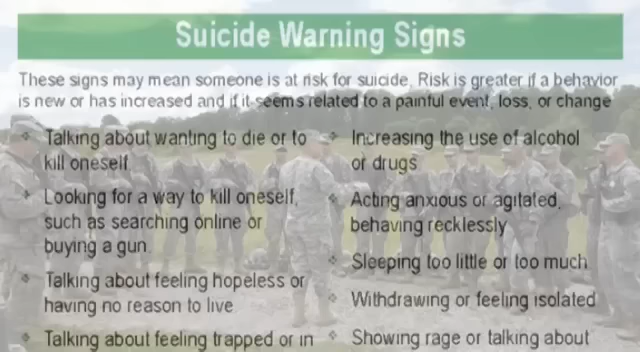 Suicide Warning Signs
These signs may mean someone is at risk for suicide. Risk is greater if a behavior
is new or has increased and if it seems related to a painful event, loss, or change
Talking about wanting to die or to
kill oneself
Looking for a way to kill oneself,
such as searching online or
buying a gun.
Talking about feeling hopeless or
having no reason to live
Talking about feeling trapped or in
Increasing the use of alcohol
or drugs
Acting anxious or agitated,
behaving recklessly
Sleeping too little or too much
Withdrawing or feeling isolated
Showing rage or talking about